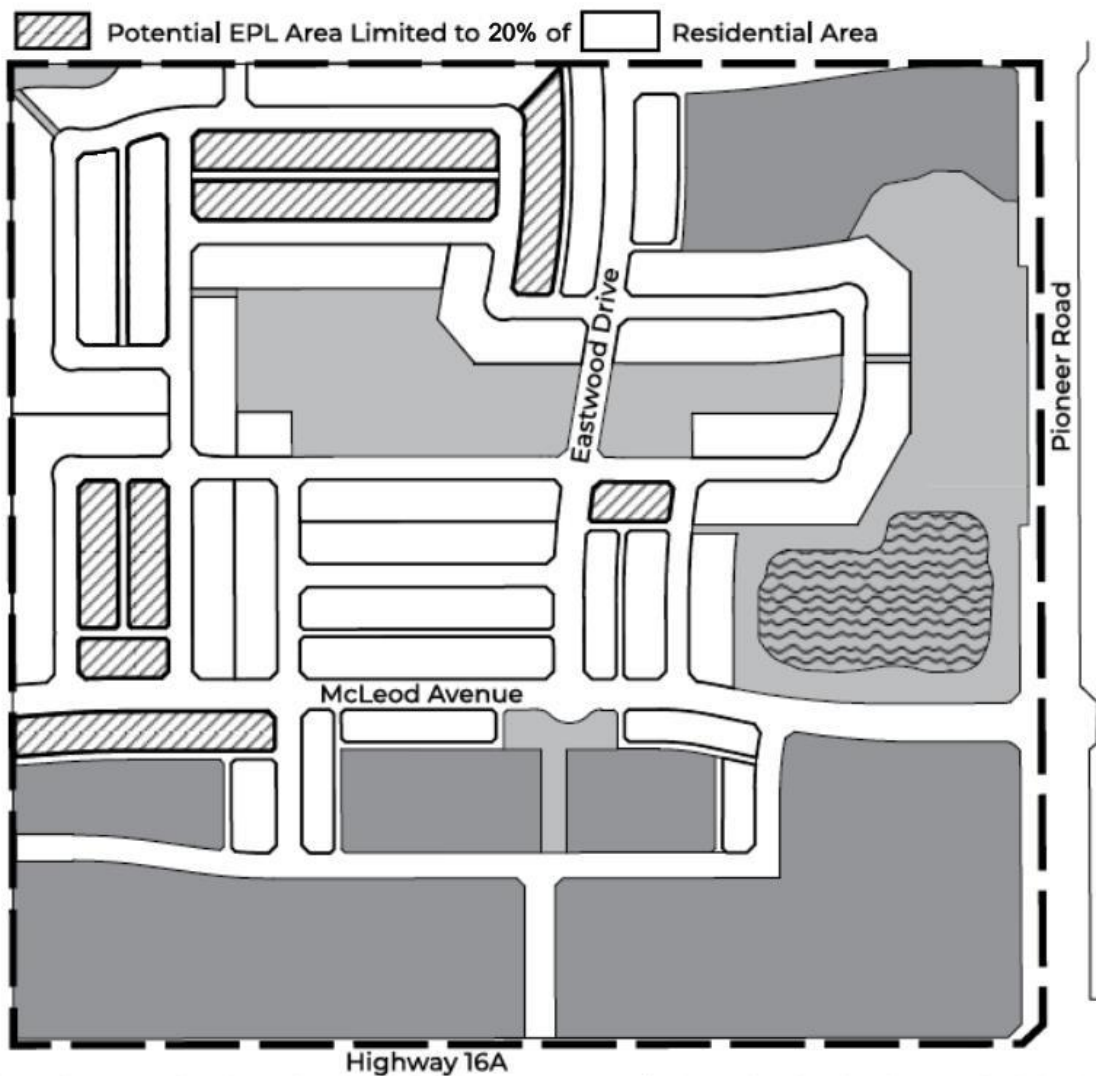 Potential EPL Area Limited to 20% of Residential Area
Eastwood Drive
Pioneer Road
McLeod Avenue
Highway 16A